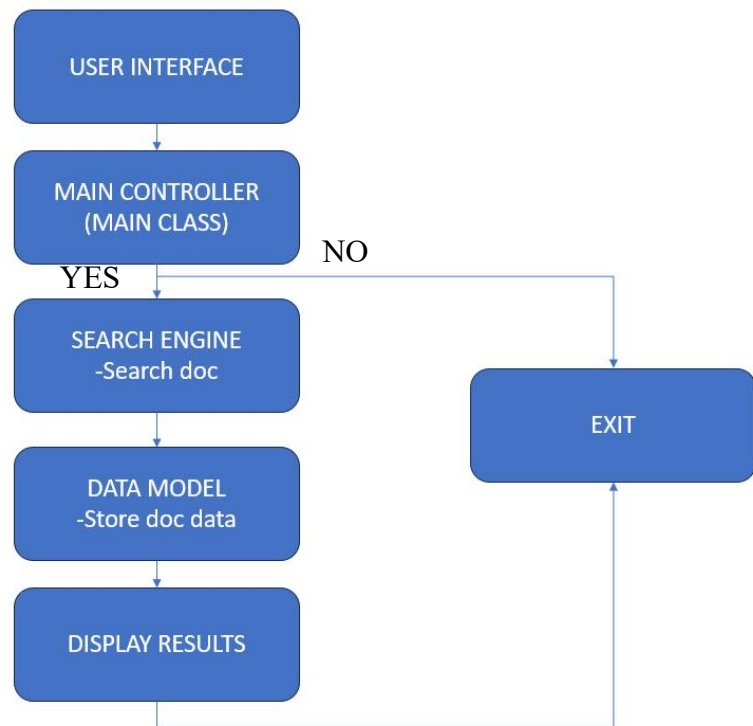 USER INTERFACE
MAIN CONTROLLER
(MAIN CLASS)
NO
YES
SEARCH ENGINE
-Search doc
EXIT
DATA MODEL
-Store doc data
DISPLAY RESULTS